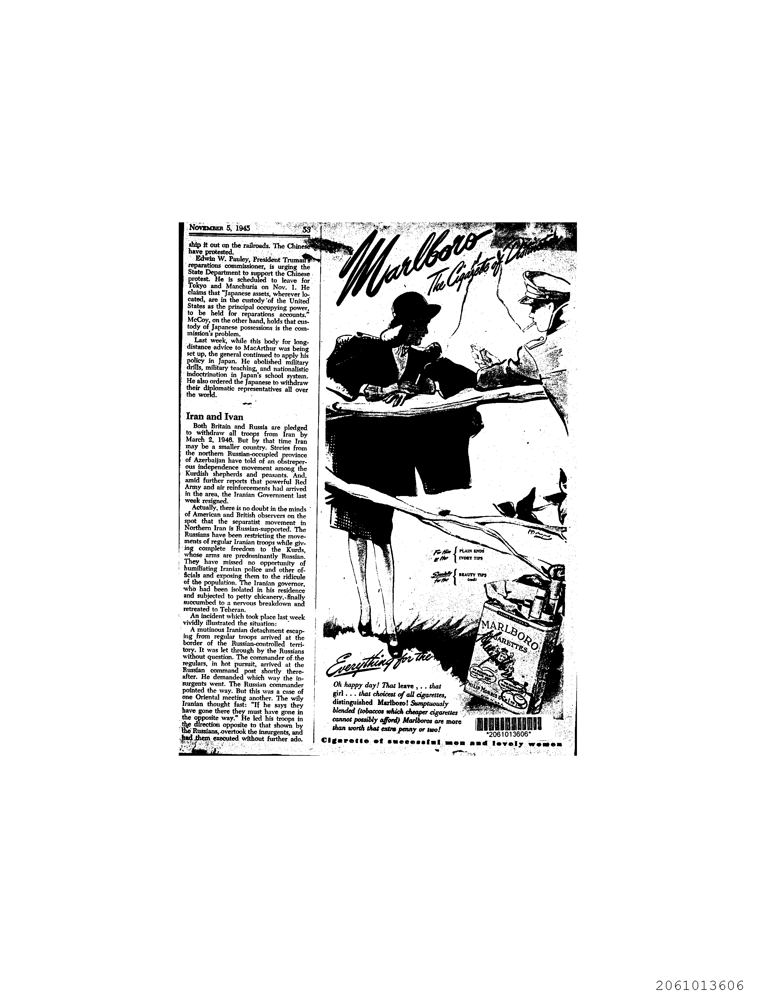 NOVEMBER 5, 1945 53
ship it out on the railroads. The Chinese
have protested.
Edwin W. Pauley, President Truman's
reparations commissioner, is urging the
State Department to support the Chinese
protest. He is scheduled to leave for
Tokyo and Manchuria on Nov. 1. He
claims that "Japanese assets, wherever lo-
cated, are in the custody of the United
States as the principal occupying power,
to be held for reparations accounts."
McCoy, on the other hand, holds that cus-
tody of Japanese possessions is the com-
mission's problem.
Last week, while this body for long-
distance advice to MacArthur was being
set up, the general continued to apply his
policy in Japan. He abolished military
drills, military teaching, and nationalistic
indoctrination in Japan's school system.
He also ordered the Japanese to withdraw
their diplomatic representatives all over
the world.
Iran and Ivan
Both Britain and Russia are pledged
to withdraw all troops from Iran by
March 2, 1946. But by that time Iran
may be a smaller country. Stories from
the northern Russian-occupied province
of Azerbaijan have told of an obstreper-
ous independence movement among the
Kurdish shepherds and peasants. And,
amid further reports that powerful Red
Army and air reinforcements had arrived
in the area, the Iranian Government last
week resigned.
Actually, there is no doubt in the minds
of American and British observers on the
spot that the separatist movement in
Northern Iran is Russian-supported. The
Russians have been restricting the move-
ments of regular Iranian troops while giv-
ing complete freedom to the Kurds,
whose arms are predominantly Russian.
They have missed no opportunity of
humiliating Iranian police and other of-
ficials and exposing them to the ridicule
of the population. The Iranian governor,
who had been isolated in his residence
and subjected to petty chicanery, finally
succumbed to a nervous breakdown and
retreated to Teheran.
An incident which took place last week
vividly illustrated the situation:
A mutinous Iranian detachment escap-
ing from regular troops arrived at the
border of the Russian-controlled terri-
tory. It was let through by the Russians
without question. The commander of the
regulars, in hot pursuit, arrived at the
Russian command post shortly there-
after. He demanded which way the in-
surgents went. The Russian commander
pointed the way. But this was a case of
one Oriental meeting another. The wily
Iranian thought fast: "If he says they
have gone there they must have gone in
the opposite way." He led his troops in
the direction opposite to that shown by
the Russians, overtook the insurgents, and
had them executed without further ado.
Marlboro
The Cigarette of Distinction
For Him or Her { PLAIN ENDS
IVORY TIPS
Specially for Her { BEAUTY TIPS
(red)
MARLBORO
CIGARETTES
Everything for the
Oh happy day! That leave . . . that
girl . . . that choicest of all cigarettes,
distinguished Marlboro! Sumptuously
blended (tobaccos which cheaper cigarettes
cannot possibly afford) Marlboros are more
than worth that extra penny or two!
*2061013606*
Cigarette of successful men and lovely women
2061013606